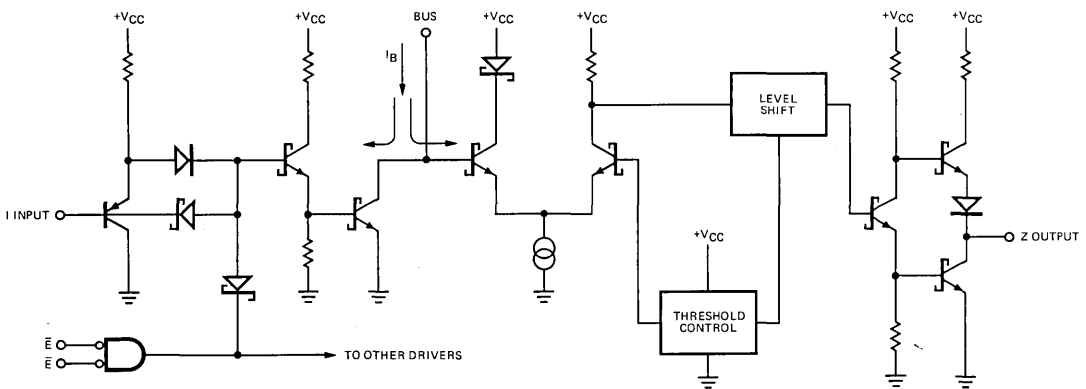 +VCC
+VCC
BUS
+VCC
+VCC
+VCC
+VCC
IB
LEVEL
SHIFT
I INPUT
+VCC
Z OUTPUT
THRESHOLD
CONTROL
E̅
E̅
TO OTHER DRIVERS